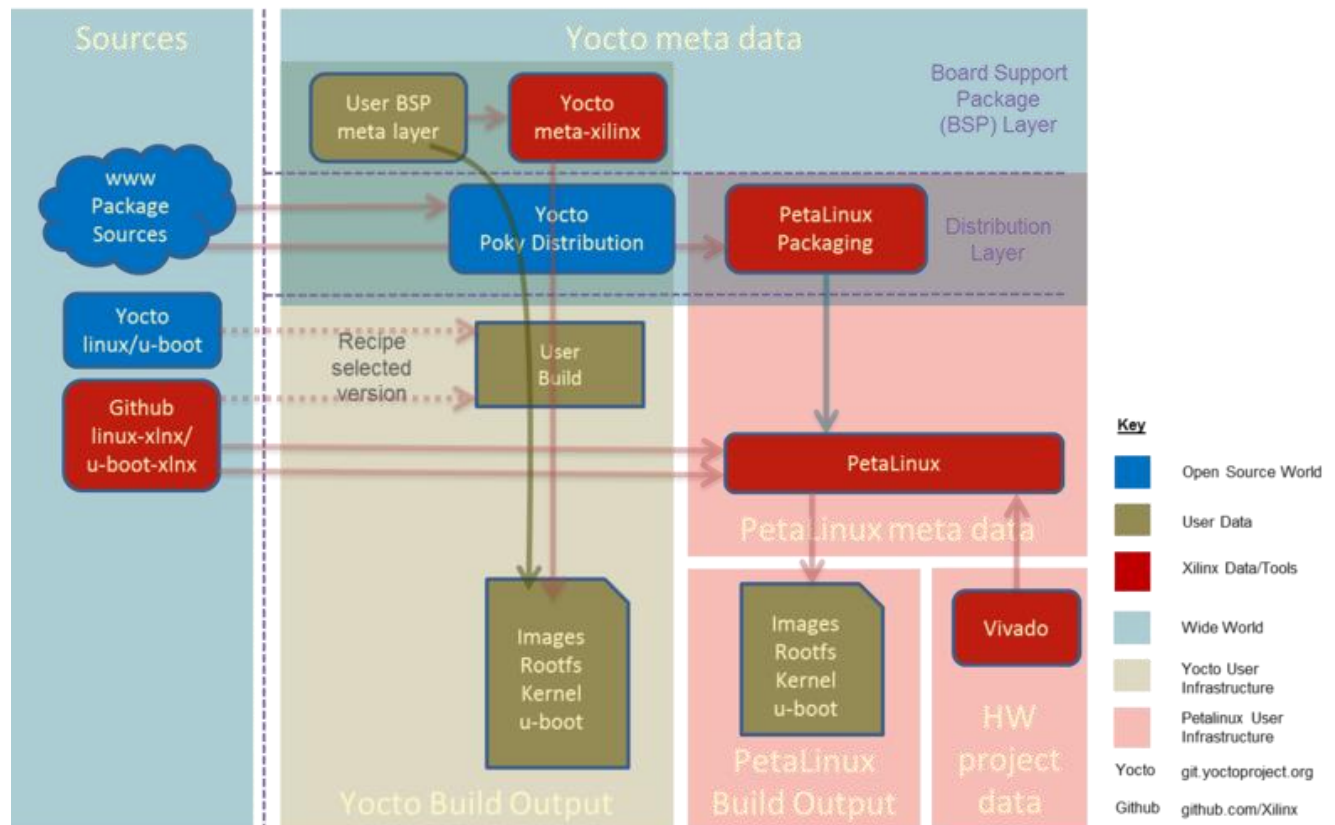 Sources
Yocto meta data
Board Support
Package
(BSP) Layer
User BSP
meta layer
Yocto
meta-xilinx
www
Package
Sources
Yocto
Poky Distribution
PetaLinux
Packaging
Distribution
Layer
Yocto
linux/u-boot
Recipe
selected
version
User
Build
Github
linux-xlnx/
u-boot-xlnx
PetaLinux
PetaLinux meta data
Images
Rootfs
Kernel
u-boot
Yocto Build Output
Images
Rootfs
Kernel
u-boot
PetaLinux
Build Output
Vivado
HW
project
data
Key
Open Source World
User Data
Xilinx Data/Tools
Wide World
Yocto User
Infrastructure
Petalinux User
Infrastructure
Yocto git.yoctoproject.org
Github github.com/Xilinx